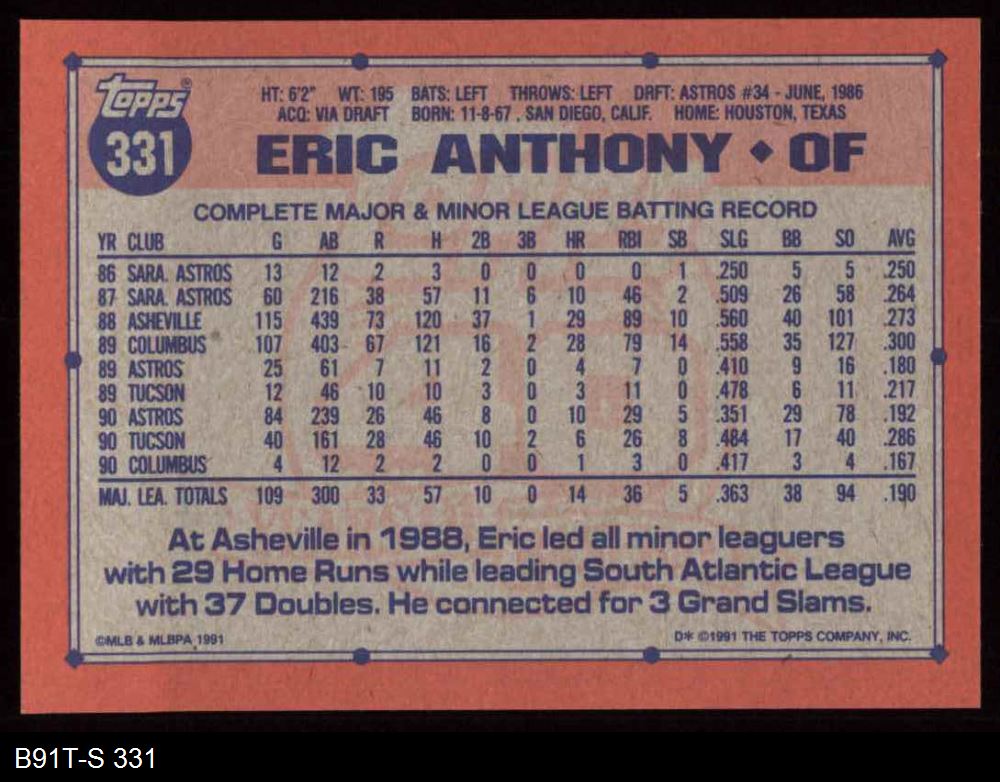 Topps®
331
HT: 6'2" WT: 195 BATS: LEFT THROWS: LEFT DRFT: ASTROS #34 - JUNE, 1986
ACQ: VIA DRAFT BORN: 11-8-67 , SAN DIEGO, CALIF. HOME: HOUSTON, TEXAS
ERIC ANTHONY ◆ OF
COMPLETE MAJOR & MINOR LEAGUE BATTING RECORD
YR CLUB G AB R H 2B 3B HR RBI SB SLG BB SO AVG
86 SARA. ASTROS 13 12 2 3 0 0 0 0 1 .250 5 5 .250
87 SARA. ASTROS 60 216 38 57 11 6 10 46 2 .509 26 58 .264
88 ASHEVILLE 115 439 73 120 37 1 29 89 10 .560 40 101 .273
89 COLUMBUS 107 403 67 121 16 2 28 79 14 .558 35 127 .300
89 ASTROS 25 61 7 11 2 0 4 7 0 .410 9 16 .180
89 TUCSON 12 46 10 10 3 0 3 11 0 .478 6 11 .217
90 ASTROS 84 239 26 46 8 0 10 29 5 .351 29 78 .192
90 TUCSON 40 161 28 46 10 2 6 26 8 .484 17 40 .286
90 COLUMBUS 4 12 2 2 0 0 1 3 0 .417 3 4 .167
MAJ. LEA. TOTALS 109 300 33 57 10 0 14 36 5 .363 38 94 .190
At Asheville in 1988, Eric led all minor leaguers
with 29 Home Runs while leading South Atlantic League
with 37 Doubles. He connected for 3 Grand Slams.
©MLB & MLBPA 1991 D* ©1991 THE TOPPS COMPANY, INC.
B91T-S 331